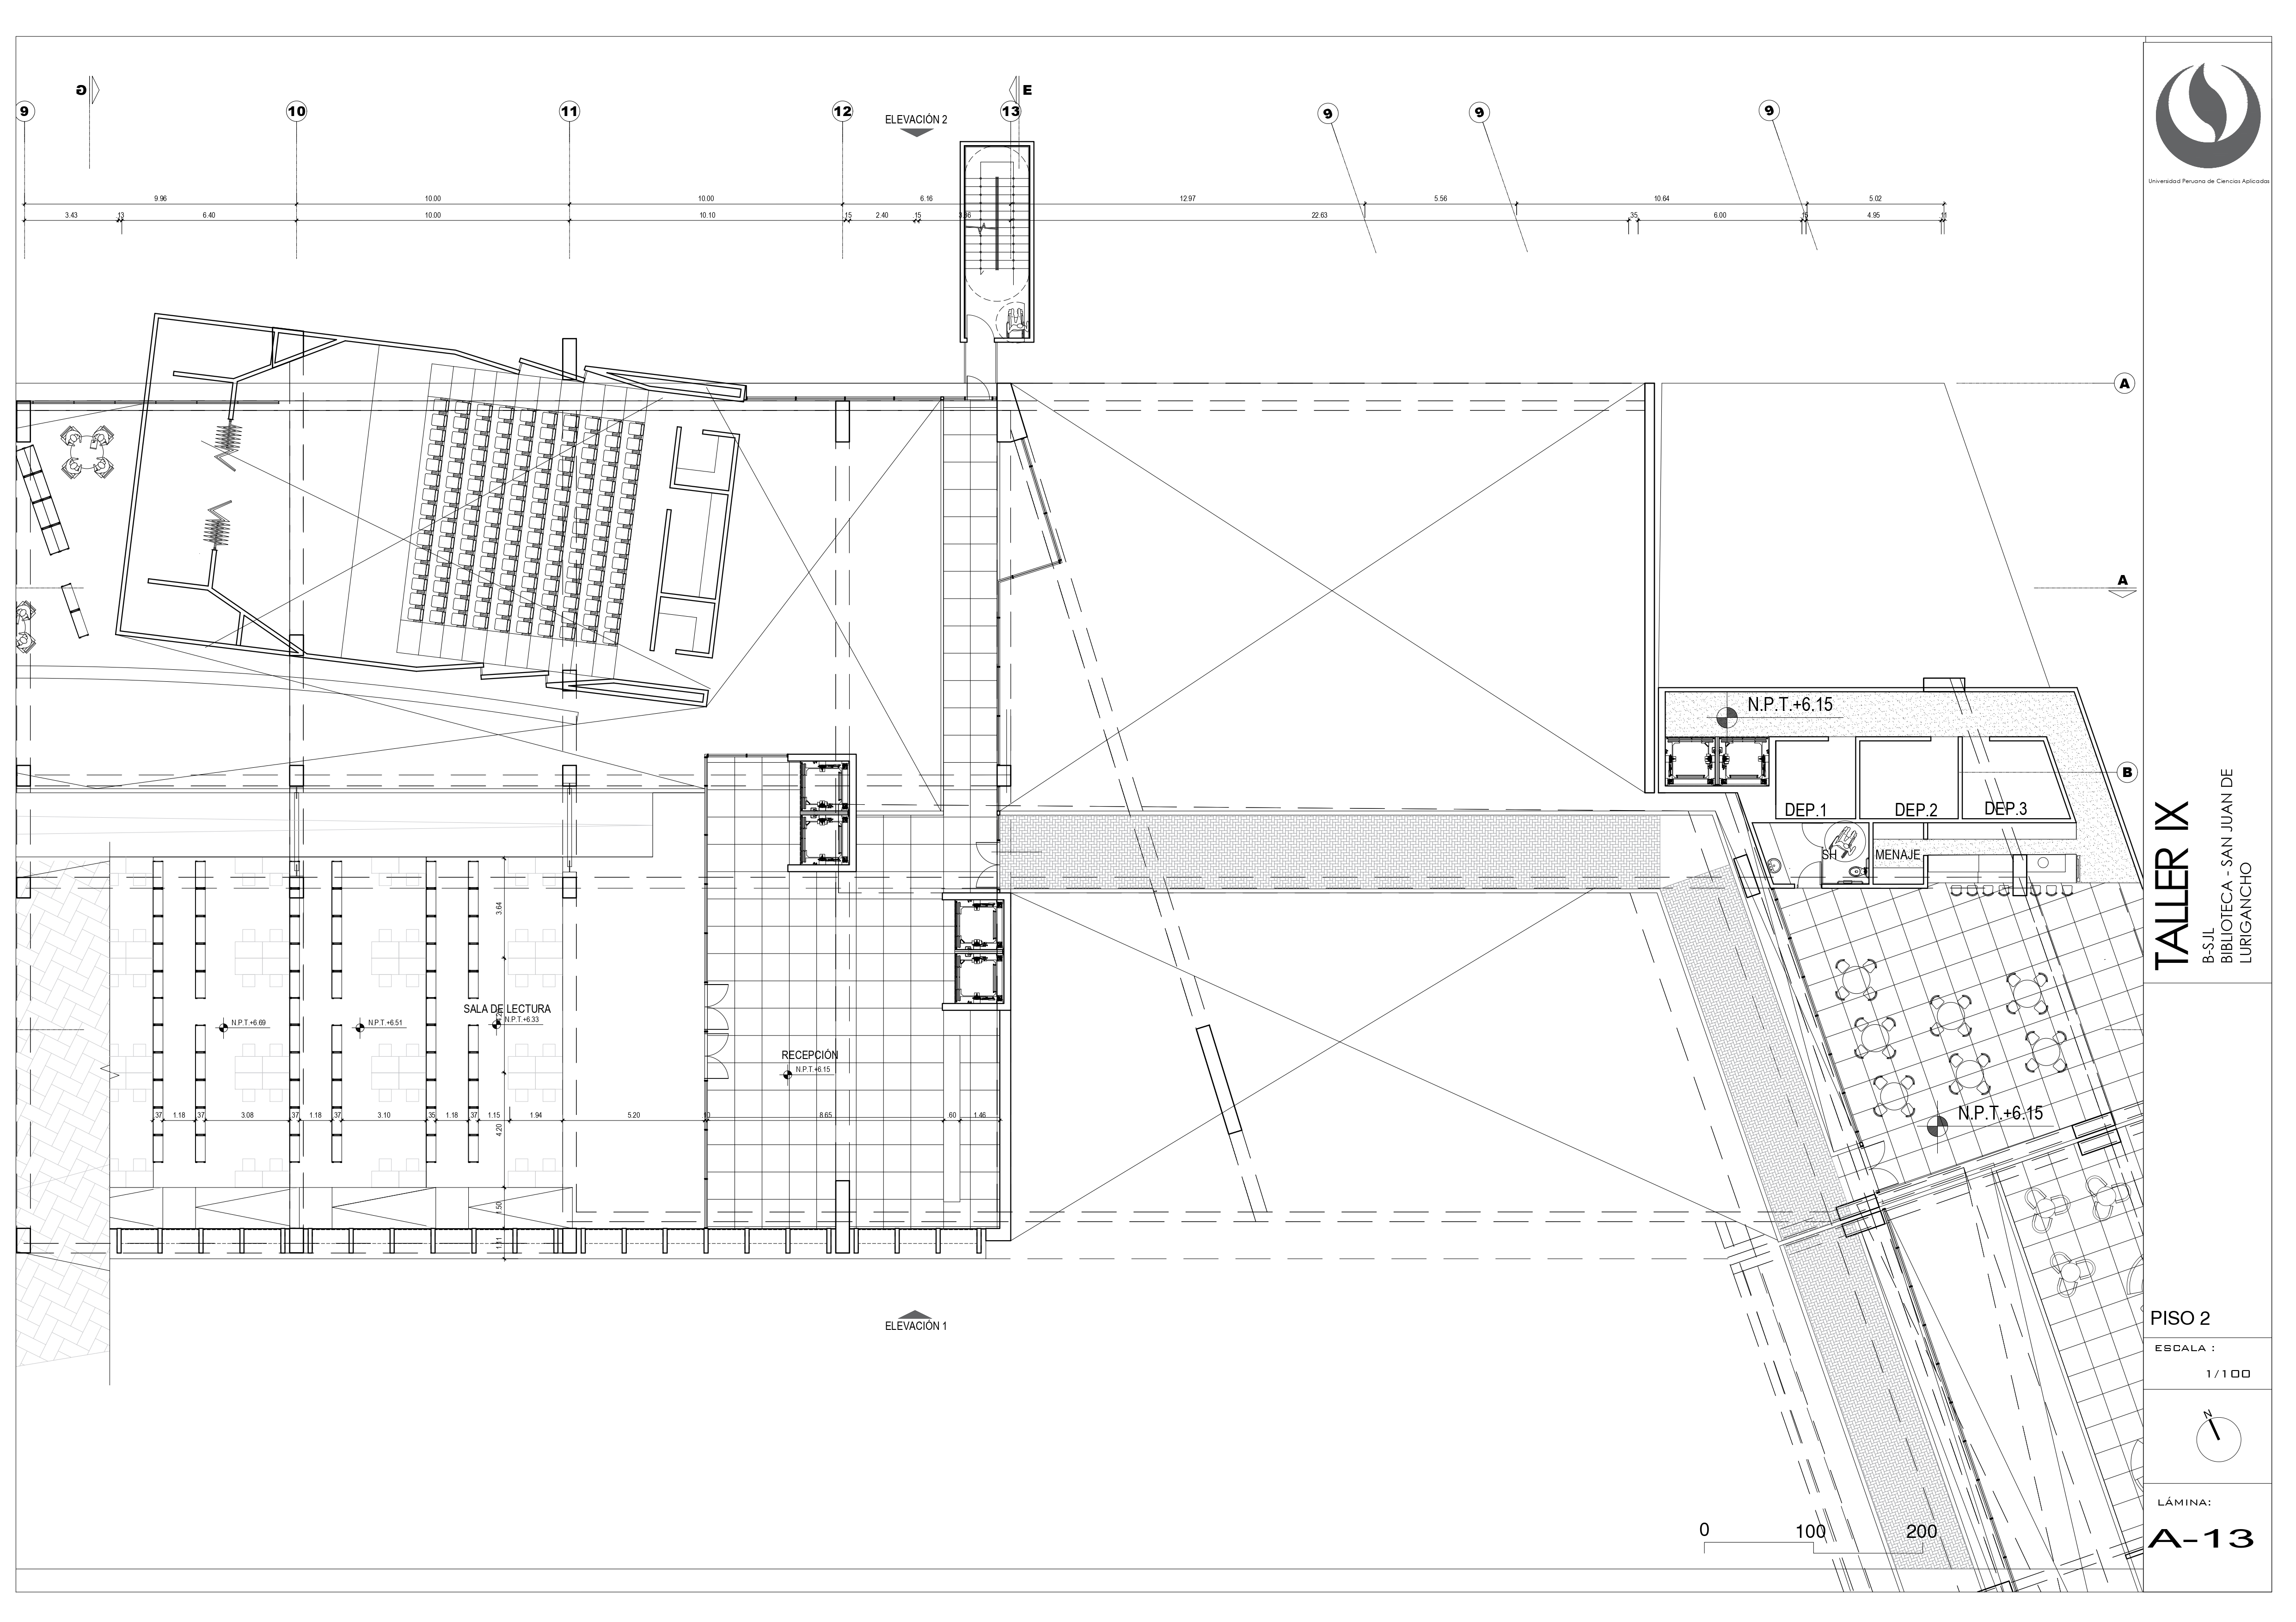 G
E
9
10
11
12
13
9
9
9
ELEVACIÓN 2
9.96
10.00
10.00
6.16
12.97
5.56
10.64
5.02
3.43
13
6.40
10.00
10.10
15
2.40
15
22.63
35
6.00
4.95
11
A
A
B
N.P.T.+6.15
DEP.1
DEP.2
DEP.3
SH
MENAJE
3.64
SALA DE LECTURA
N.P.T.+6.69
N.P.T.+6.51
N.P.T.+6.33
RECEPCIÓN
N.P.T.+6.15
N.P.T.+6.15
37
1.18
37
3.08
37
1.18
37
3.10
35
1.18
37
1.15
1.94
5.20
8.65
60
1.46
4.20
1.50
1.11
ELEVACIÓN 1
0
100
200
Universidad Peruana de Ciencias Aplicadas
TALLER IX
B-SJL
BIBLIOTECA - SAN JUAN DE
LURIGANCHO
PISO 2
ESCALA :
1/100
N
LÁMINA:
A-13